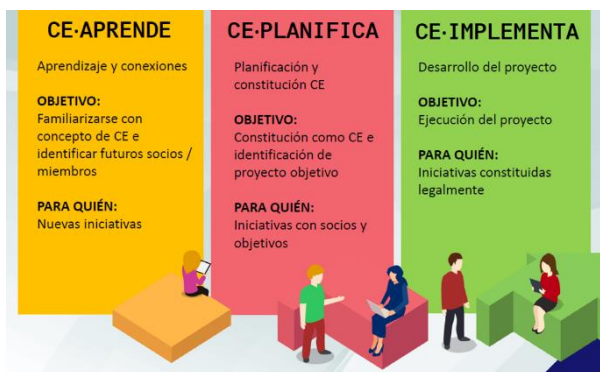 CE·APRENDE
Aprendizaje y conexiones
OBJETIVO:
Familiarizarse con
concepto de CE e
identificar futuros socios /
miembros
PARA QUIÉN:
Nuevas iniciativas
CE·PLANIFICA
Planificación y
constitución CE
OBJETIVO:
Constitución como CE e
identificación de
proyecto objetivo
PARA QUIÉN:
Iniciativas con socios y
objetivos
CE·IMPLEMENTA
Desarrollo del proyecto
OBJETIVO:
Ejecución del proyecto
PARA QUIÉN:
Iniciativas constituidas
legalmente